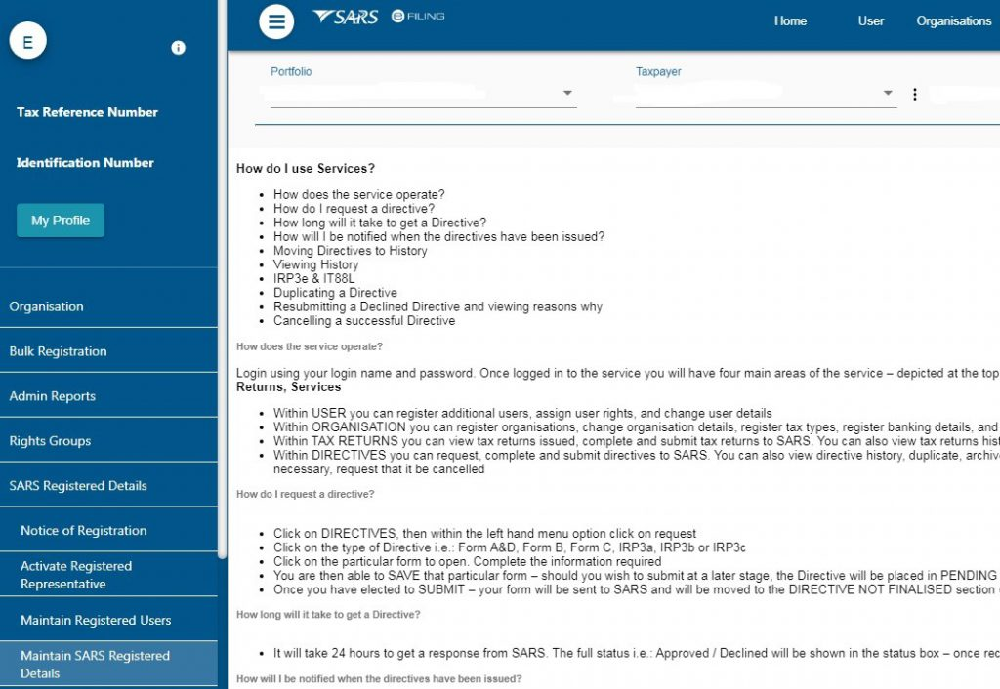 E
i
Tax Reference Number
Identification Number
My Profile
Organisation
Bulk Registration
Admin Reports
Rights Groups
SARS Registered Details
Notice of Registration
Activate Registered
Representative
Maintain Registered Users
Maintain SARS Registered
Details
SARS e FILING
Home User Organisations
Portfolio Taxpayer
How do I use Services?
• How does the service operate?
• How do I request a directive?
• How long will it take to get a Directive?
• How will I be notified when the directives have been issued?
• Moving Directives to History
• Viewing History
• IRP3e & IT88L
• Duplicating a Directive
• Resubmitting a Declined Directive and viewing reasons why
• Cancelling a successful Directive
How does the service operate?
Login using your login name and password. Once logged in to the service you will have four main areas of the service – depicted at the top
Returns, Services
• Within USER you can register additional users, assign user rights, and change user details
• Within ORGANISATION you can register organisations, change organisation details, register tax types, register banking details, and
• Within TAX RETURNS you can view tax returns issued, complete and submit tax returns to SARS. You can also view tax returns hist
• Within DIRECTIVES you can request, complete and submit directives to SARS. You can also view directive history, duplicate, archive
necessary, request that it be cancelled
How do I request a directive?
• Click on DIRECTIVES, then within the left hand menu option click on request
• Click on the type of Directive i.e.: Form A&D, Form B, Form C, IRP3a, IRP3b or IRP3c
• Click on the particular form to open. Complete the information required
• You are then able to SAVE that particular form – should you wish to submit at a later stage, the Directive will be placed in PENDING
• Once you have elected to SUBMIT – your form will be sent to SARS and will be moved to the DIRECTIVE NOT FINALISED section
How long will it take to get a Directive?
• It will take 24 hours to get a response from SARS. The full status i.e.: Approved / Declined will be shown in the status box – once rec
How will I be notified when the directives have been issued?